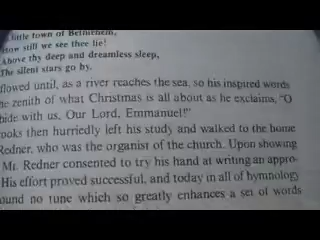 little town of Bethlehem,
How still we see thee lie!
Above thy deep and dreamless sleep,
The silent stars go by.
flowed until, as a river reaches the sea, so his inspired words
zenith of what Christmas is all about as he exclaims, "O
bide with us, Our Lord, Emmanuel!"
ooks then hurriedly left his study and walked to the home
Redner, who was the organist of the church. Upon showing
Mr. Redner consented to try his hand at writing an appro-
His effort proved successful, and today in all of hymnology
ound no tune which so greatly enhances a set of words